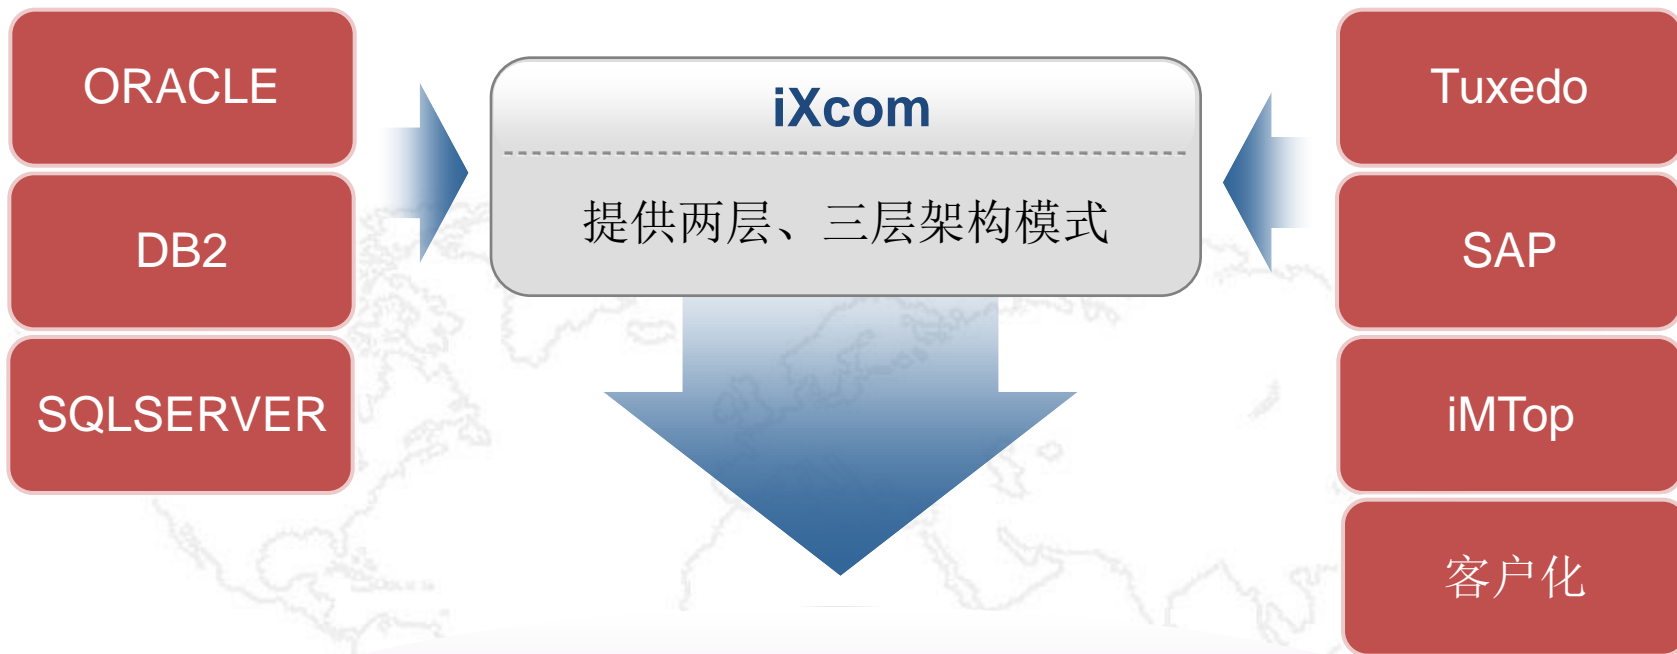 ORACLE
DB2
SQLSERVER
iXcom
提供两层、三层架构模式
Tuxedo
SAP
iMTop
客户化